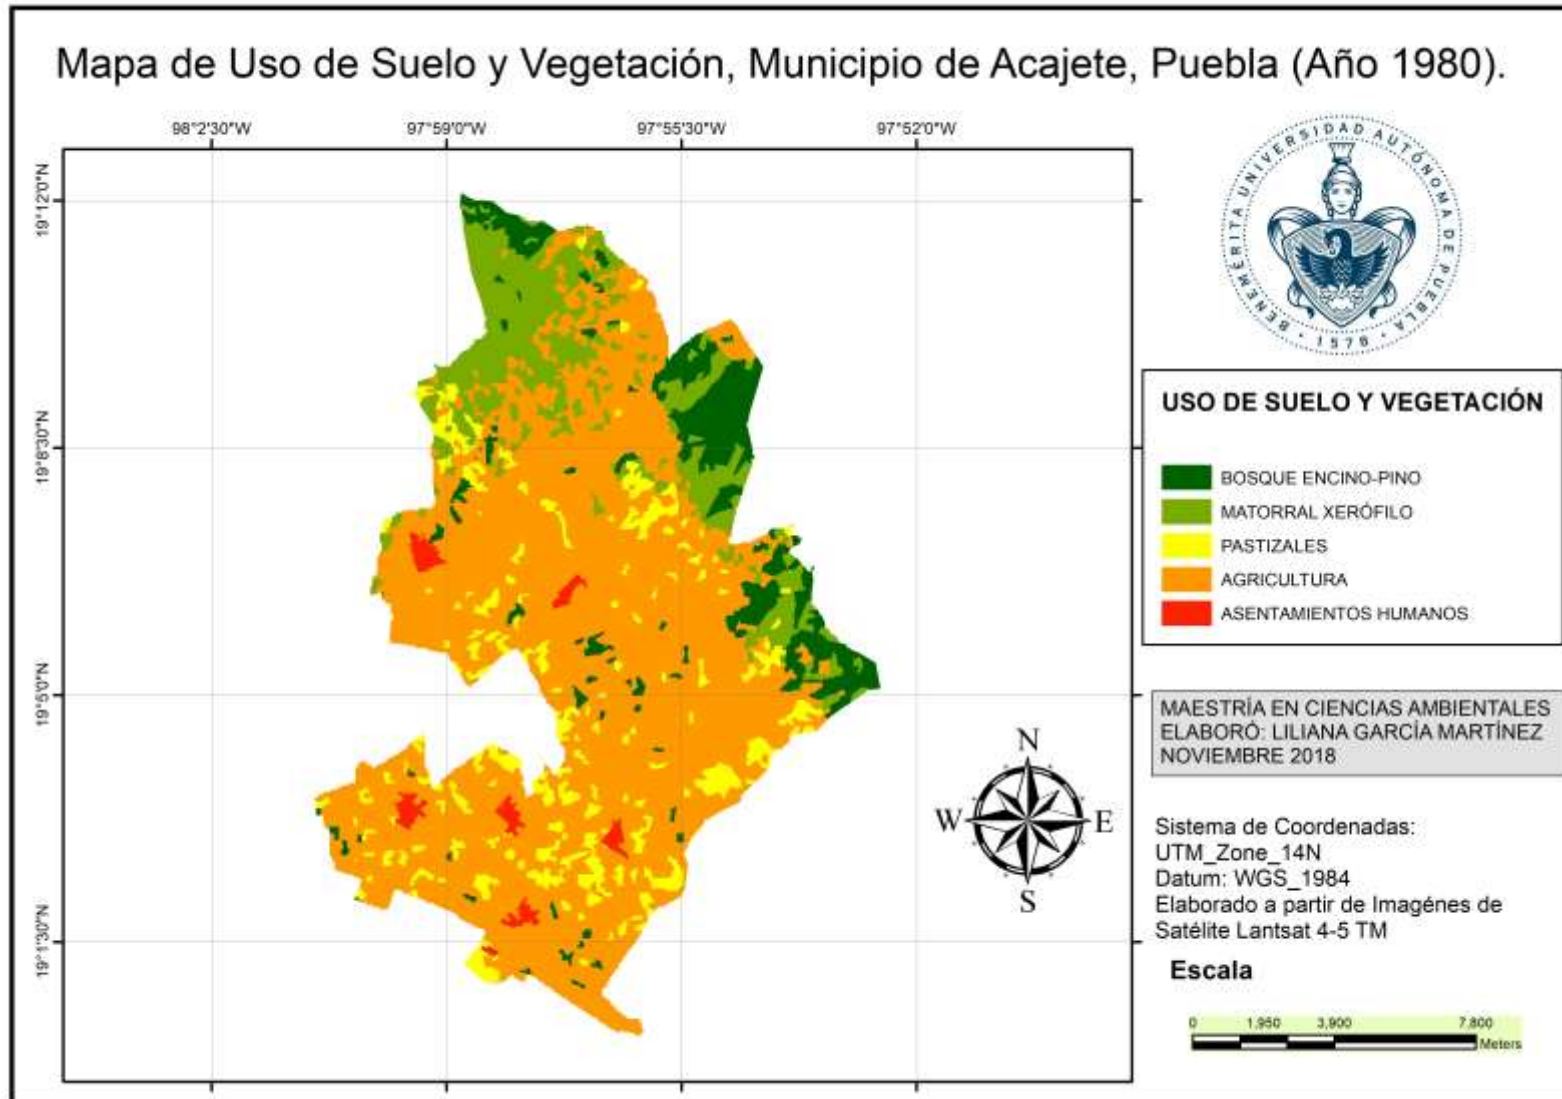 Mapa de Uso de Suelo y Vegetación, Municipio de Acajete, Puebla (Año 1980).
98°2'30"W 97°59'0"W 97°55'30"W 97°52'0"W
19°12'0"N
19°8'30"N
19°5'0"N
19°1'30"N
BENEMÉRITA UNIVERSIDAD AUTÓNOMA DE PUEBLA
1578
USO DE SUELO Y VEGETACIÓN
BOSQUE ENCINO-PINO
MATORRAL XERÓFILO
PASTIZALES
AGRICULTURA
ASENTAMIENTOS HUMANOS
MAESTRÍA EN CIENCIAS AMBIENTALES
ELABORÓ: LILIANA GARCÍA MARTÍNEZ
NOVIEMBRE 2018
N
W E
S
Sistema de Coordenadas:
UTM_Zone_14N
Datum: WGS_1984
Elaborado a partir de Imagénes de
Satélite Lantsat 4-5 TM
Escala
0 1,950 3,900 7,800
Meters